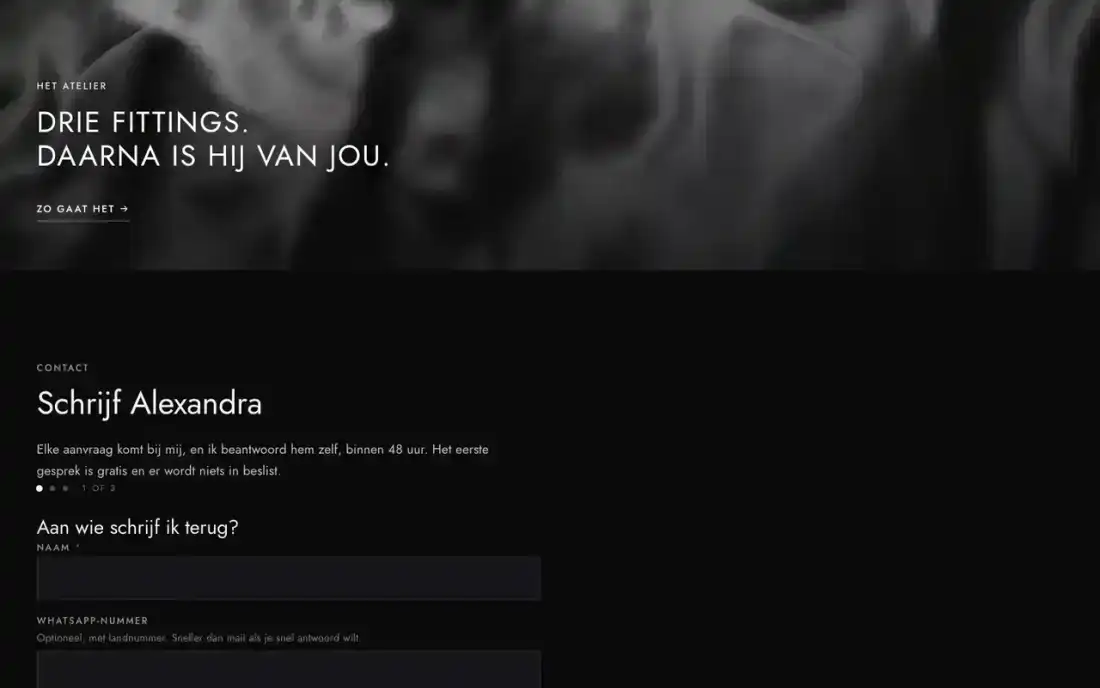 HET ATELIER
DRIE FITTINGS.
DAARNA IS HIJ VAN JOU.
ZO GAAT HET →
CONTACT
Schrijf Alexandra
Elke aanvraag komt bij mij, en ik beantwoord hem zelf, binnen 48 uur. Het eerste
gesprek is gratis en er wordt niets in beslist.
1 OF 3
Aan wie schrijf ik terug?
NAAM *
WHATSAPP-NUMMER
Optioneel, met landnummer. Sneller dan mail als je snel antwoord wilt.